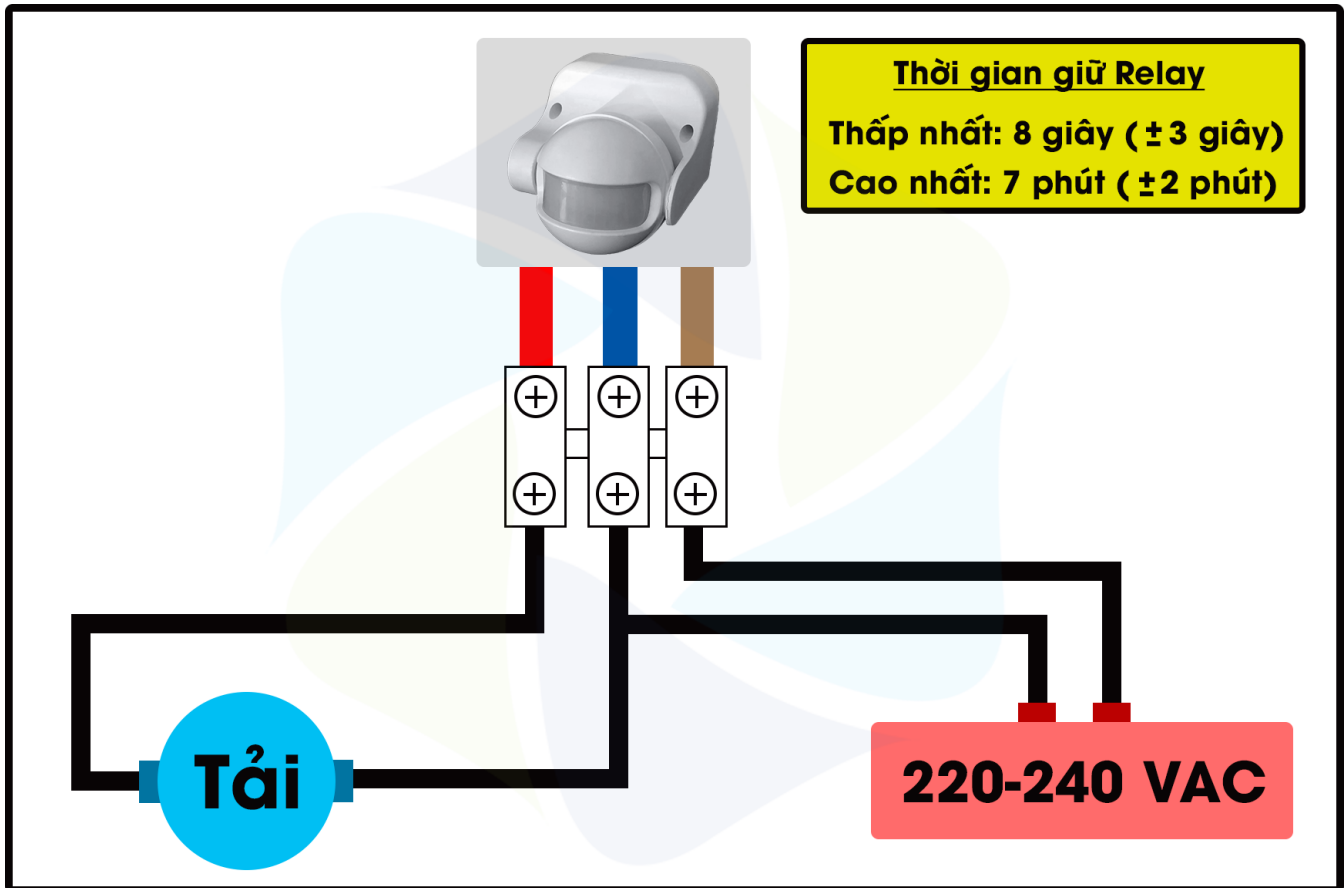 Thời gian giữ Relay
Thấp nhất: 8 giây (±3 giây)
Cao nhất: 7 phút (±2 phút)
Tải
220-240 VAC